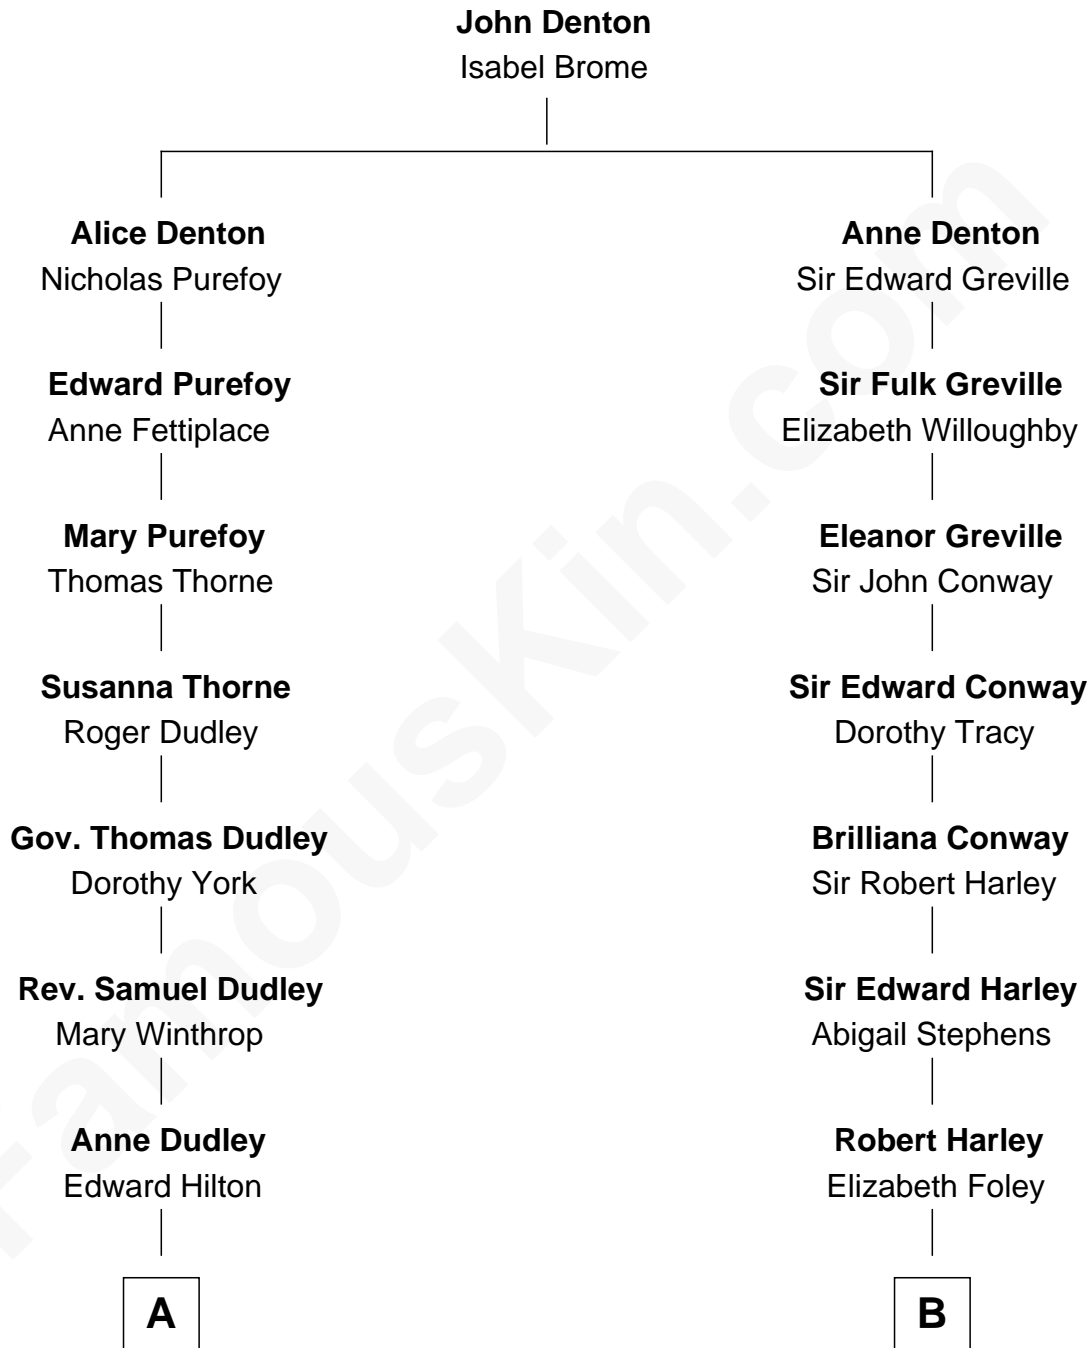 John Denton
Isabel Brome
Alice Denton
Nicholas Purefoy
Edward Purefoy
Anne Fettiplace
Mary Purefoy
Thomas Thorne
Susanna Thorne
Roger Dudley
Gov. Thomas Dudley
Dorothy York
Rev. Samuel Dudley
Mary Winthrop
Anne Dudley
Edward Hilton
A
Anne Denton
Sir Edward Greville
Sir Fulk Greville
Elizabeth Willoughby
Eleanor Greville
Sir John Conway
Sir Edward Conway
Dorothy Tracy
Brilliana Conway
Sir Robert Harley
Sir Edward Harley
Abigail Stephens
Robert Harley
Elizabeth Foley
B
FamousKin.com